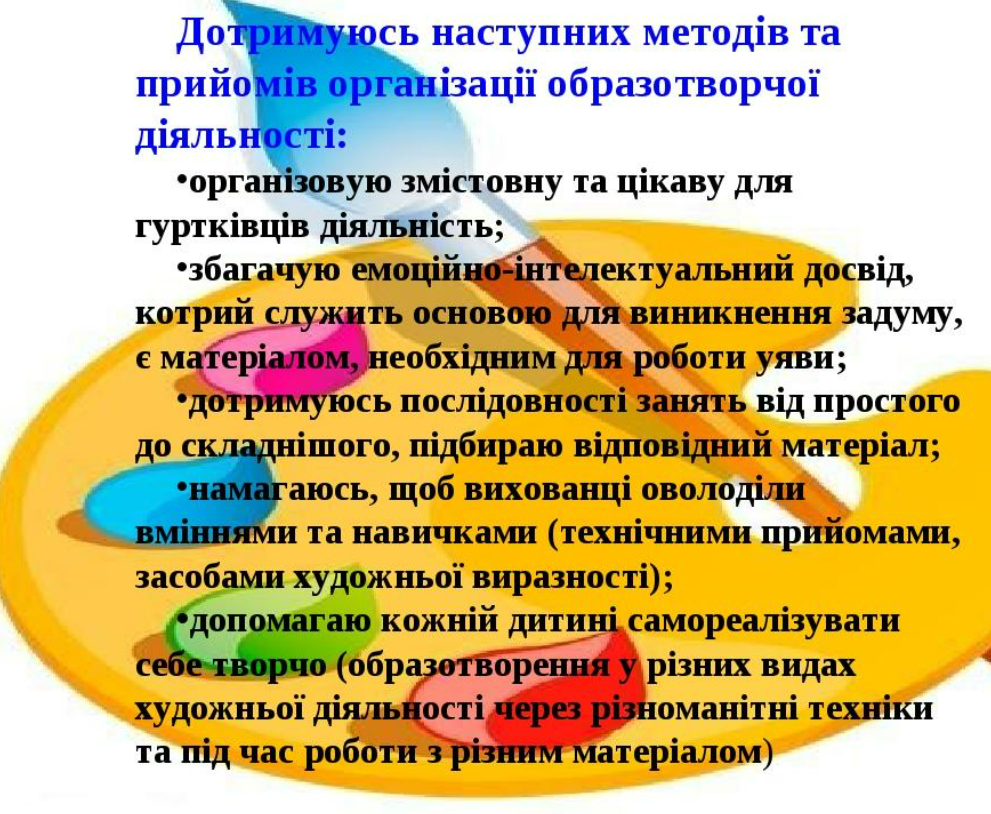 Дотримуюсь наступних методів та
прийомів організації образотворчої
діяльності:
•організовую змістовну та цікаву для
гуртківців діяльність;
•збагачую емоційно-інтелектуальний досвід,
котрий служить основою для виникнення задуму,
є матеріалом, необхідним для роботи уяви;
•дотримуюсь послідовності занять від простого
до складнішого, підбираю відповідний матеріал;
•намагаюсь, щоб вихованці оволоділи
вміннями та навичками (технічними прийомами,
засобами художньої виразності);
•допомагаю кожній дитині самореалізувати
себе творчо (образотворення у різних видах
художньої діяльності через різноманітні техніки
та під час роботи з різним матеріалом)